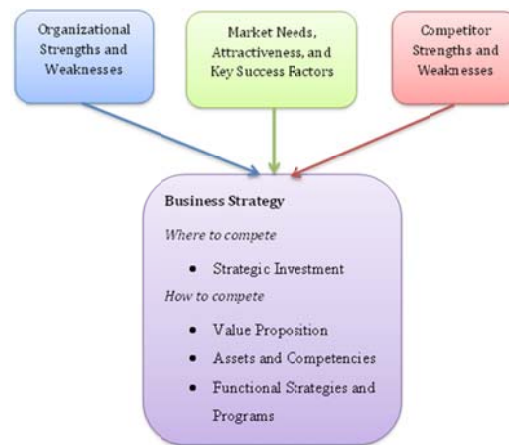 Organizational
Strengths and
Weaknesses
Market Needs,
Attractiveness, and
Key Success Factors
Competitor
Strengths and
Weaknesses
Business Strategy
Where to compete
• Strategic Investment
How to compete
• Value Proposition
• Assets and Competencies
• Functional Strategies and
Programs